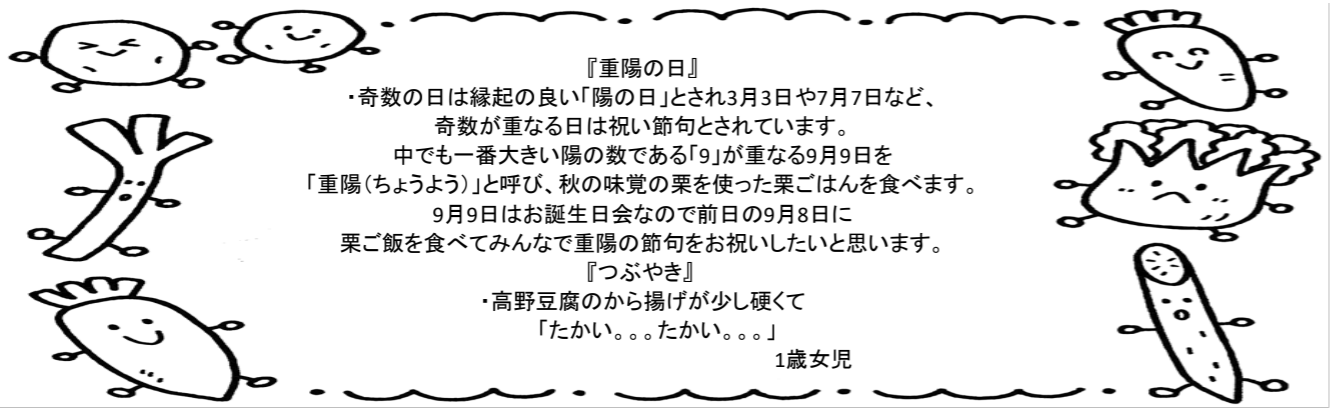 『重陽の日』
・奇数の日は縁起の良い「陽の日」とされ3月3日や7月7日など、
奇数が重なる日は祝い節句とされています。
中でも一番大きい陽の数である「9」が重なる9月9日を
「重陽（ちょうよう）」と呼び、秋の味覚の栗を使った栗ごはんを食べます。
9月9日はお誕生日会なので前日の9月8日に
栗ご飯を食べてみんなで重陽の節句をお祝いしたいと思います。
『つぶやき』
・高野豆腐のから揚げが少し硬くて
「たかい。。。たかい。。。」
1歳女児